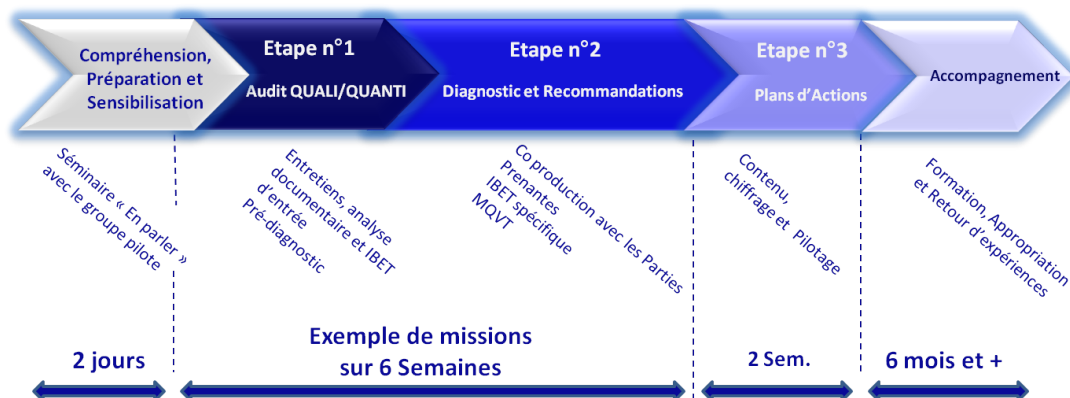 Compréhension,
Préparation et
Sensibilisation
Etape n°1
Audit QUALI/QUANTI
Etape n°2
Diagnostic et Recommandations
Etape n°3
Plans d’Actions
Accompagnement
Séminaire « En parler »
avec le groupe pilote
Entretiens, analyse
documentaire et IBET
d’entrée
Pré-diagnostic
Co production avec les Parties
Prenantes
IBET spécifique
MQVT
Contenu,
chiffrage et Pilotage
Formation, Appropriation
et Retour d’expériences
2 jours
Exemple de missions
sur 6 Semaines
2 Sem.
6 mois et +